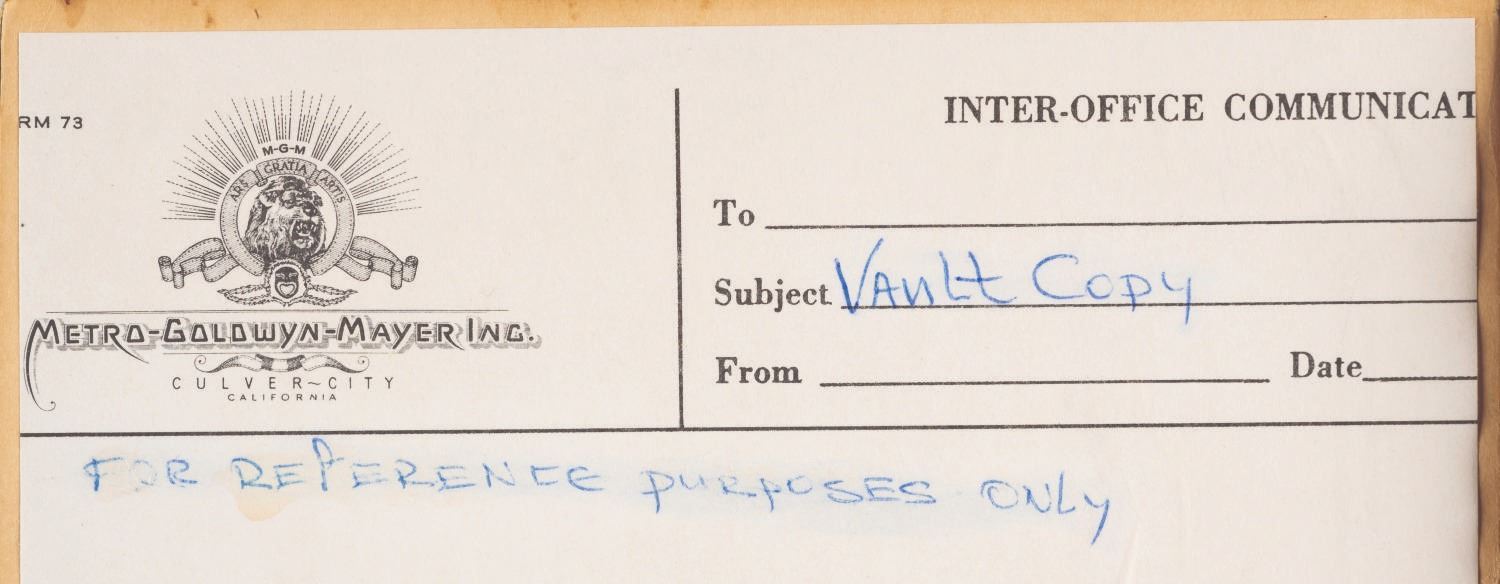 RM 73
INTER-OFFICE COMMUNICAT
M-G-M
ARS GRATIA ARTIS
To
Subject Vault Copy
From Date
METRO-GOLDWYN-MAYER INC.
CULVER~CITY
CALIFORNIA
FOR REFERENCE PURPOSES ONLY